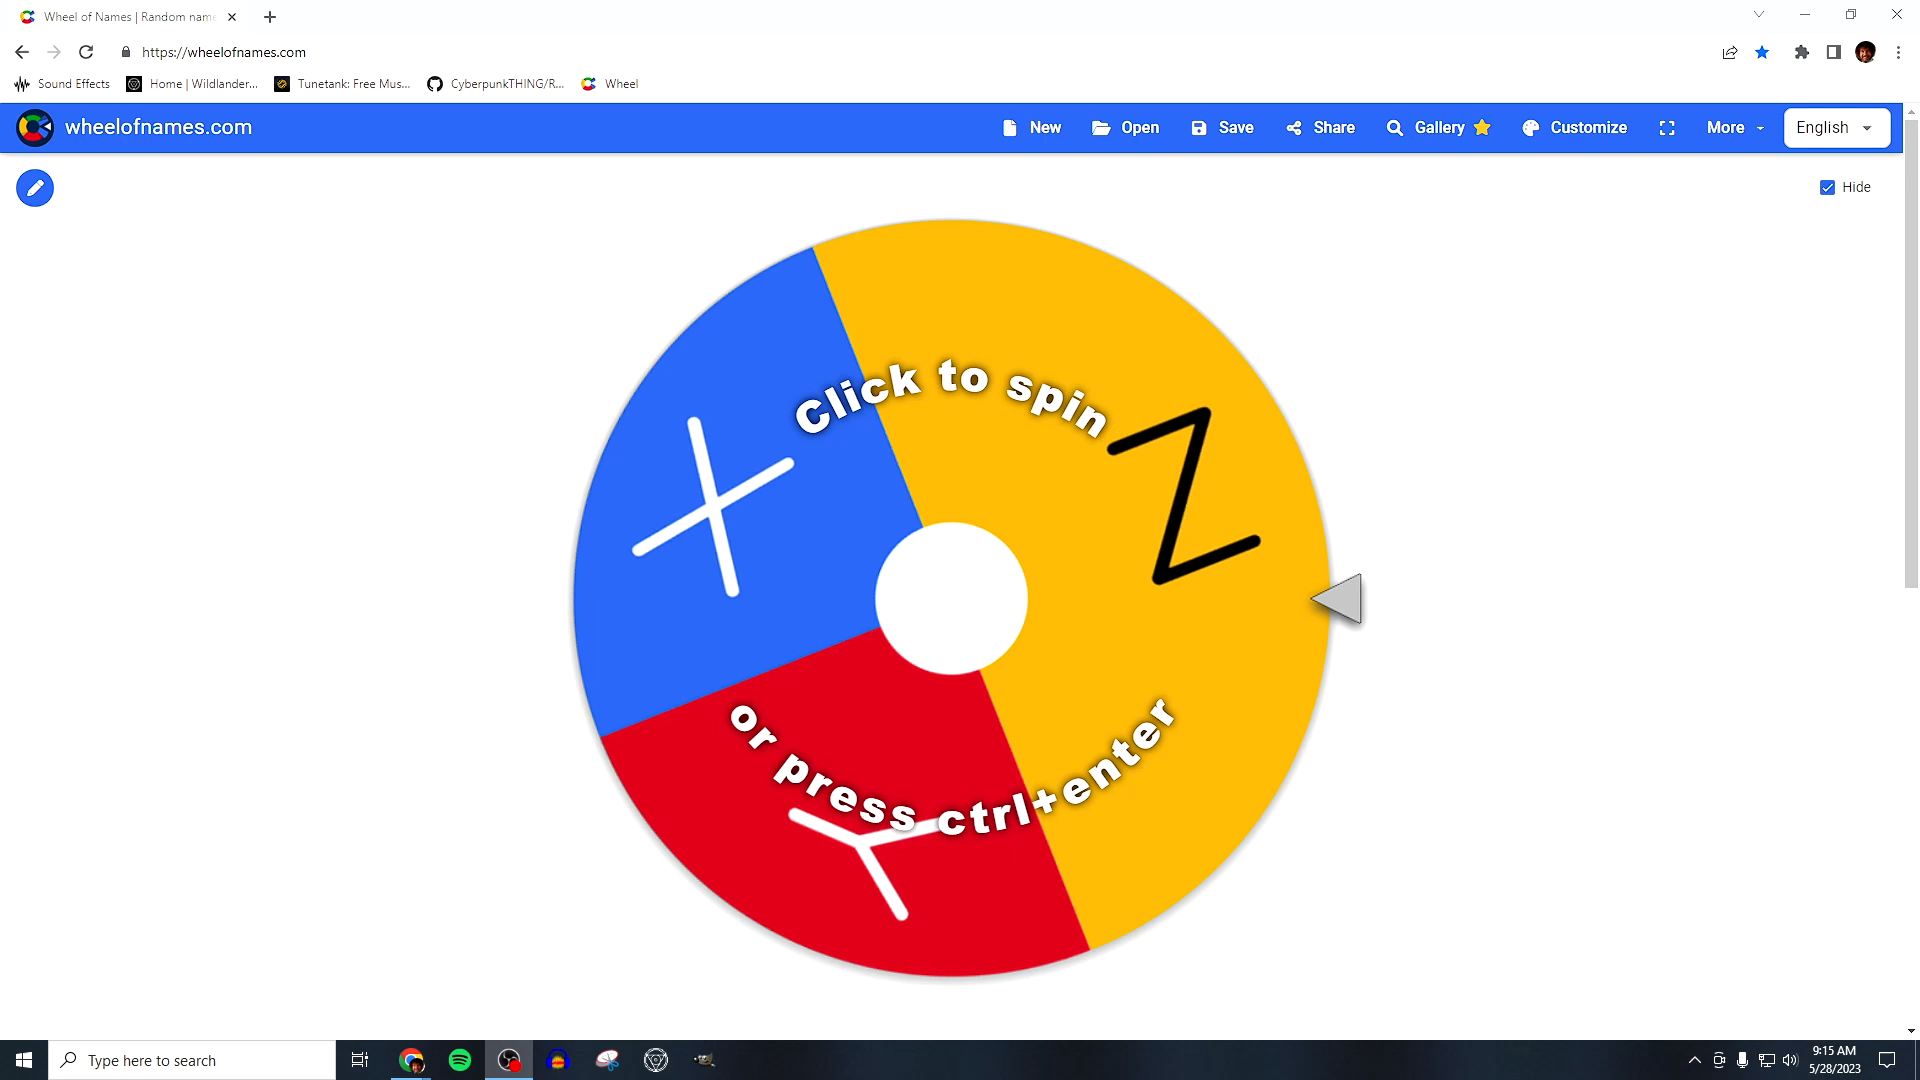 Wheel of Names | Random name
https://wheelofnames.com
Sound Effects
Home | Wildlander...
Tunetank: Free Mus...
CyberpunkTHING/R...
Wheel
wheelofnames.com
New
Open
Save
Share
Gallery
Customize
More
English
Hide
Click to spin
X
Z
or press ctrl+enter
Y
Type here to search
9:15 AM
5/28/2023